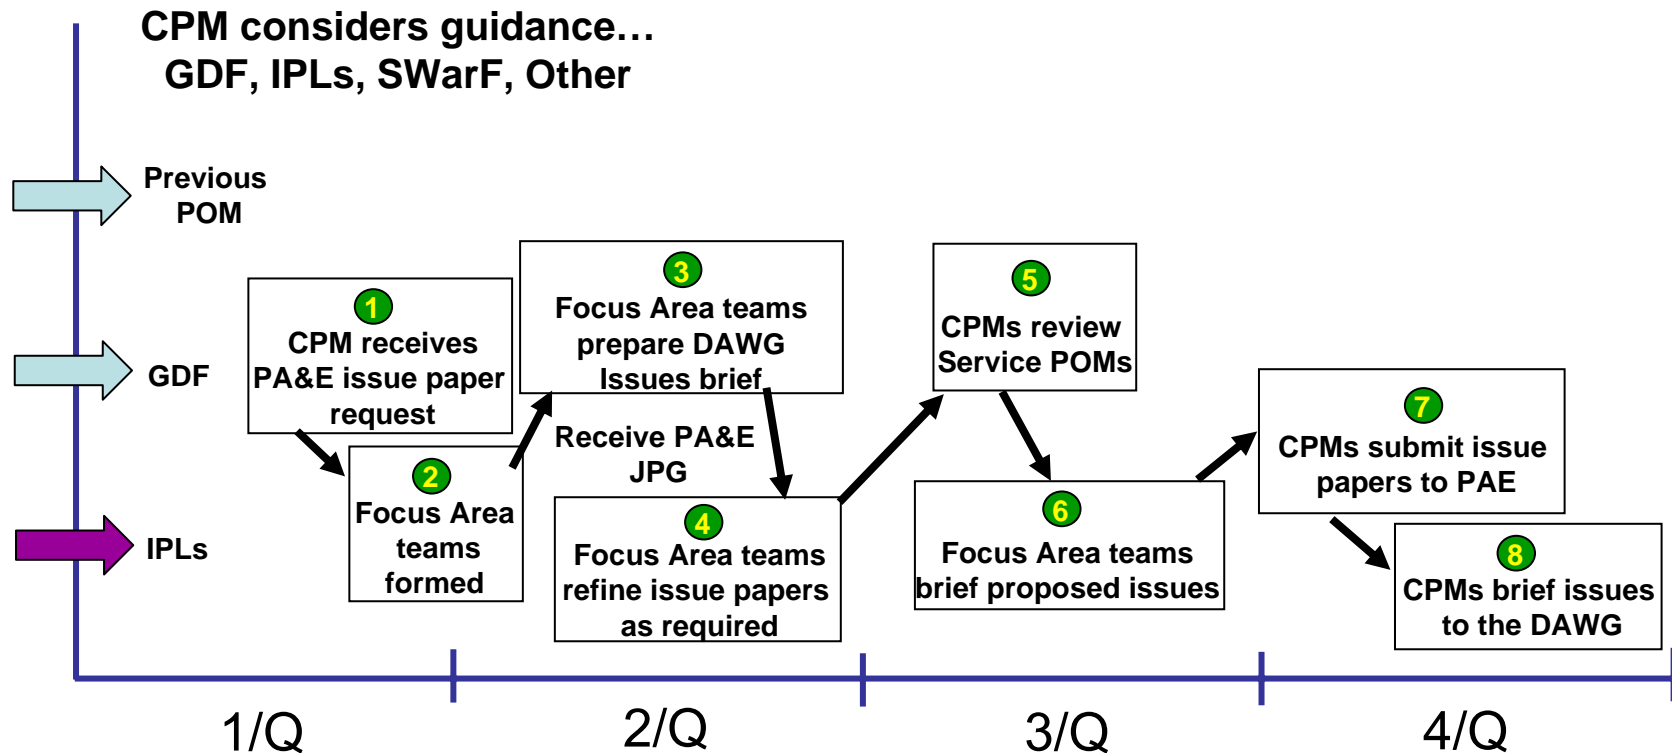 CPM considers guidance…
GDF, IPLs, SWarF, Other
Previous
POM
GDF
IPLs
1
CPM receives
PA&E issue paper
request
2
Focus Area
teams
formed
3
Focus Area teams
prepare DAWG
Issues brief
Receive PA&E
JPG
4
Focus Area teams
refine issue papers
as required
5
CPMs review
Service POMs
6
Focus Area teams
brief proposed issues
7
CPMs submit issue
papers to PAE
8
CPMs brief issues
to the DAWG
1/Q
2/Q
3/Q
4/Q